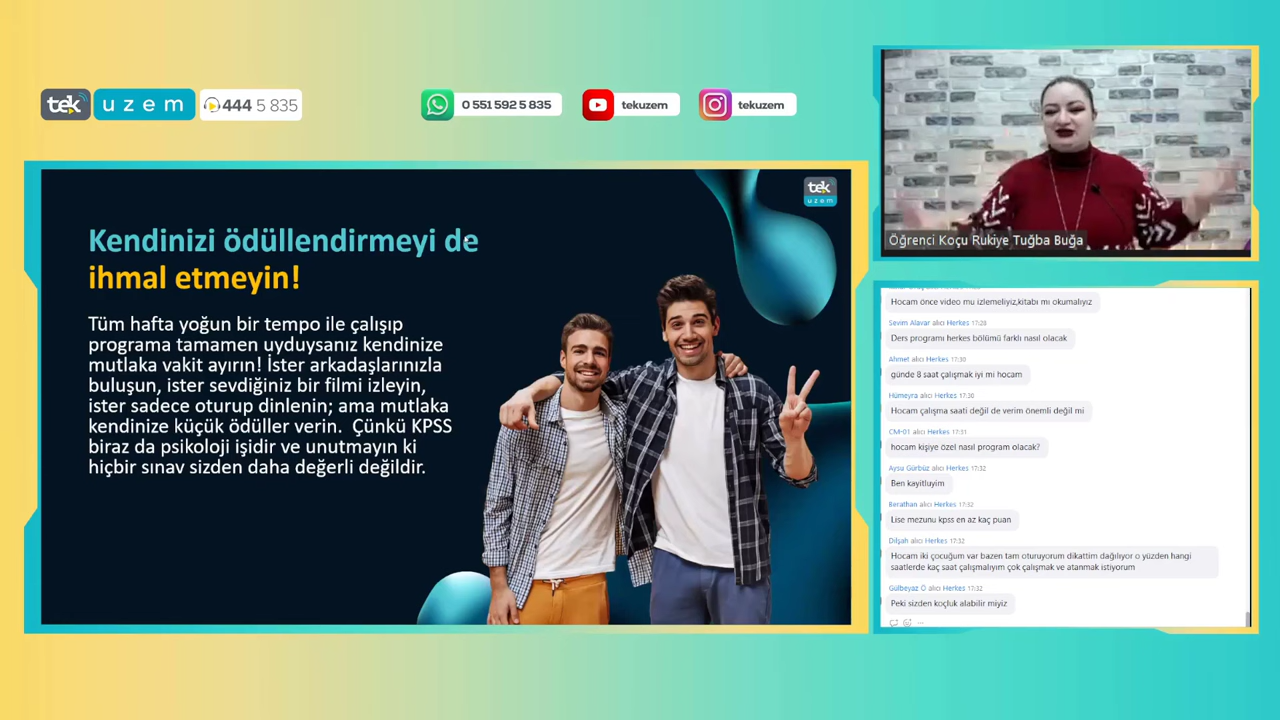 tek uzem 444 5 835
0 551 592 5 835
tekuzem
tekuzem
tek
uzem
Kendinizi ödüllendirmeyi de
ihmal etmeyin!
Tüm hafta yoğun bir tempo ile çalışıp
programa tamamen uyduysanız kendinize
mutlaka vakit ayırın! İster arkadaşlarınızla
buluşun, ister sevdiğiniz bir filmi izleyin,
ister sadece oturup dinlenin; ama mutlaka
kendinize küçük ödüller verin. Çünkü KPSS
biraz da psikoloji işidir ve unutmayın ki
hiçbir sınav sizden daha değerli değildir.
Öğrenci Koçu Rukiye Tuğba Buğa
Hocam önce video mu izlemeliyiz,kitabı mı okumalıyız
Sevim Alavar alıcı Herkes 17:28
Ders programı herkes bölümü farklı nasıl olacak
Ahmet alıcı Herkes 17:30
günde 8 saat çalışmak iyi mi hocam
Hümeyra alıcı Herkes 17:30
Hocam çalışma saati değil de verim önemli değil mi
CM-01 alıcı Herkes 17:31
hocam kişiye özel nasıl program olacak?
Aysu Gürbüz alıcı Herkes 17:32
Ben kayitluyim
Berathan alıcı Herkes 17:32
Lise mezunu kpss en az kaç puan
Dilşah alıcı Herkes 17:32
Hocam iki çocuğum var bazen tam oturuyorum dikattim dağılıyor o yüzden hangi
saatlerde kaç saat çalışmalıyım çok çalışmak ve atanmak istiyorum
Gülbeyaz Ö alıcı Herkes 17:32
Peki sizden koçluk alabilir miyiz